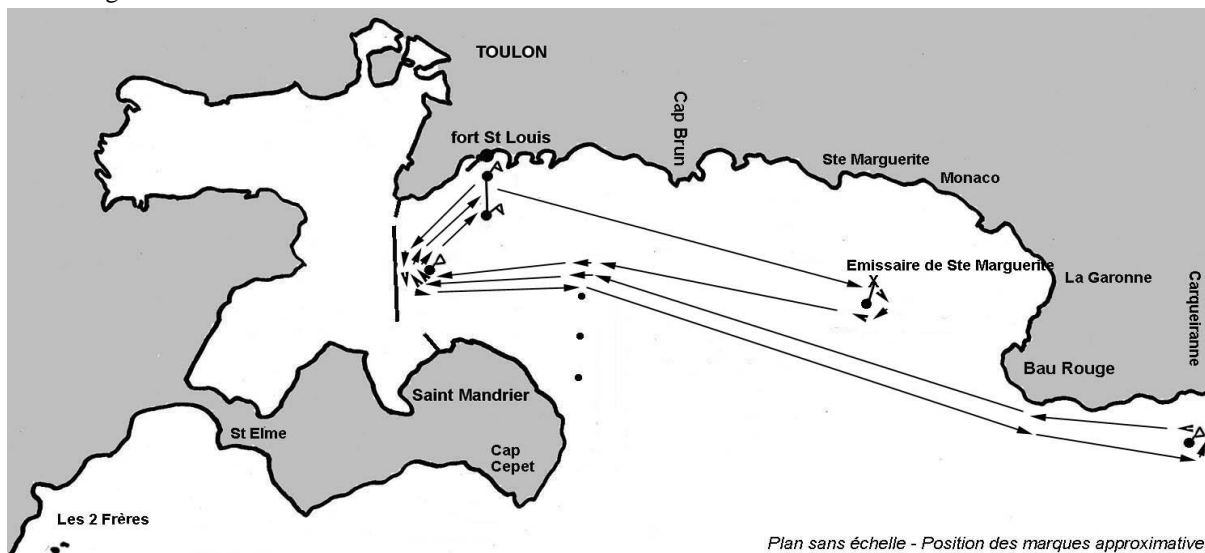 TOULON
Cap Brun
fort St Louis
Ste Marguerite
Monaco
Emissaire de Ste Marguerite
X
La Garonne
Carqueiranne
Bau Rouge
Saint Mandrier
St Elme
Cap
Cepet
Les 2 Frères
Plan sans échelle - Position des marques approximative